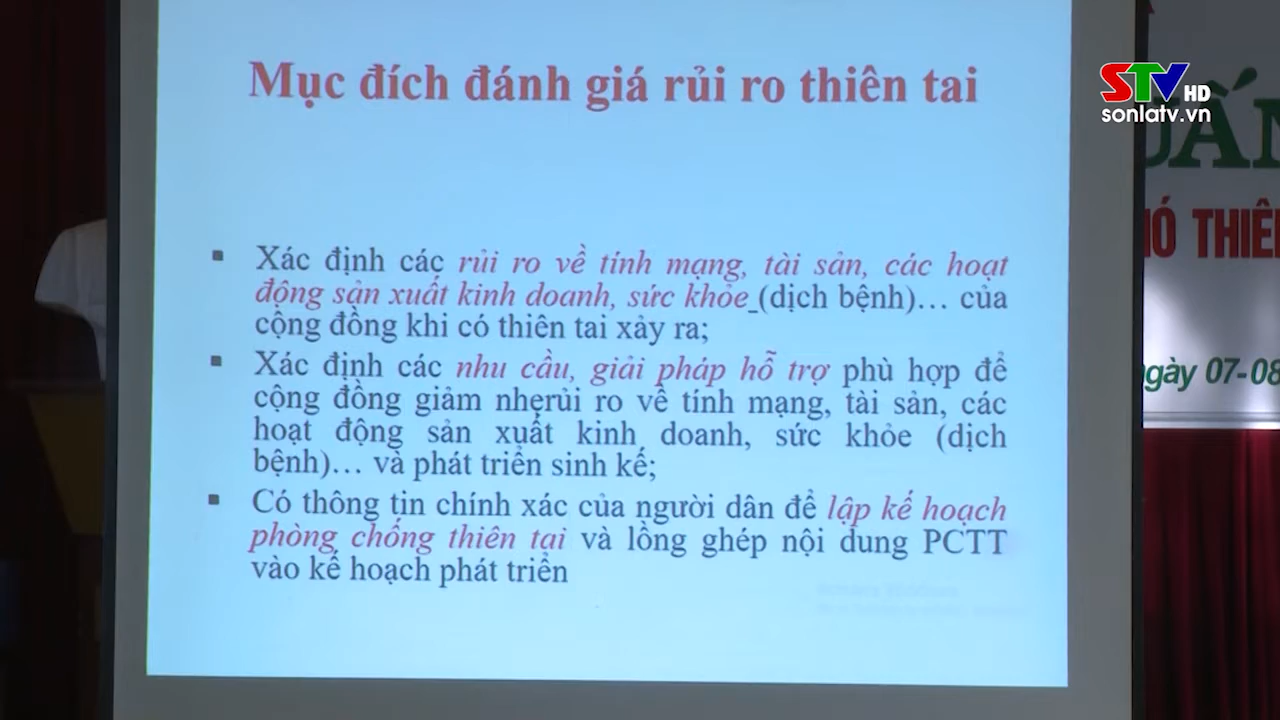 Mục đích đánh giá rủi ro thiên tai
STV HD
sonlatv.vn
▪ Xác định các rủi ro về tính mạng, tài sản, các hoạt
động sản xuất kinh doanh, sức khỏe (dịch bệnh)… của
cộng đồng khi có thiên tai xảy ra;
▪ Xác định các nhu cầu, giải pháp hỗ trợ phù hợp để
cộng đồng giảm nhẹrủi ro về tính mạng, tài sản, các
hoạt động sản xuất kinh doanh, sức khỏe (dịch
bệnh)… và phát triển sinh kế;
▪ Có thông tin chính xác của người dân để lập kế hoạch
phòng chống thiên tai và lồng ghép nội dung PCTT
vào kế hoạch phát triển
ngày 07-08